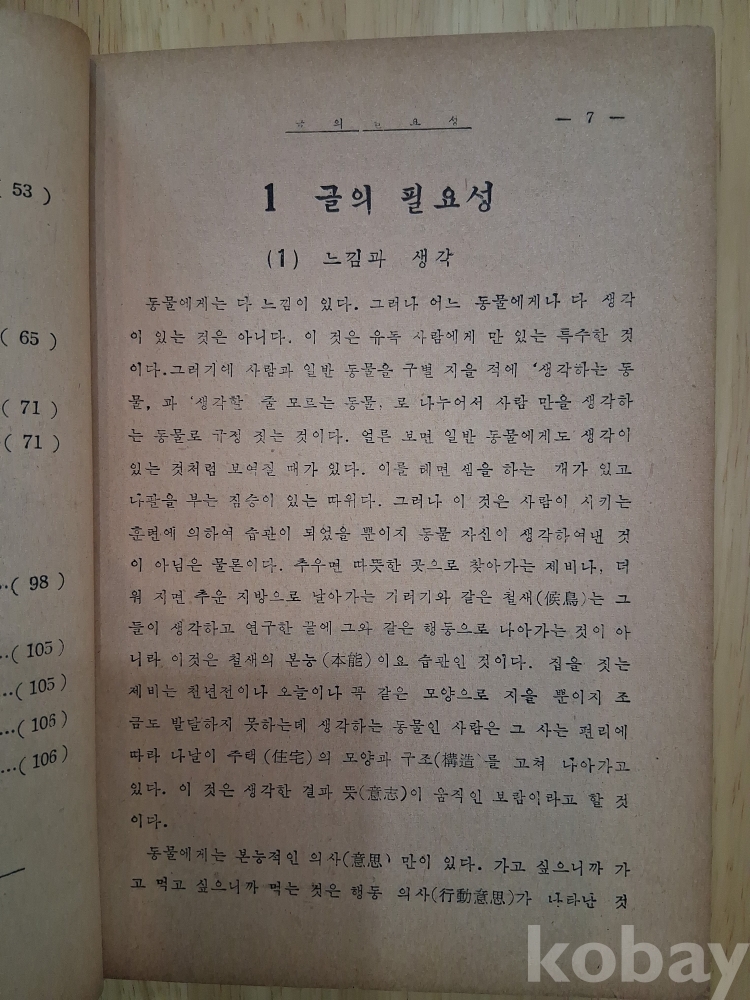 53 )
( 65 )
( 71 )
( 71 )
..( 98 )
...( 105 )
...( 105 )
...( 106 )
...( 106 )
글 의 필 요 성
— 7 —
1 글의 필요성
(1) 느낌과 생각
동물에게는 다 느낌이 있다. 그러나 어느 동물에게나 다 생각
이 있는 것은 아니다. 이 것은 유독 사람에게 만 있는 특수한 것
이다.그러기에 사람과 일반 동물을 구별 지을 적에 ‘생각하는 동
물, 과 ‘생각할 줄 모르는 동물, 로 나누어서 사람 만을 생각하
는 동물로 규정 짓는 것이다. 얼른 보면 일반 동물에게도 생각이
있는 것처럼 보여질 때가 있다. 이를 테면 셈을 하는 개가 있고
나팔을 부는 짐승이 있는 따위다. 그러나 이 것은 사람이 시키는
훈련에 의하여 습관이 되었을 뿐이지 동물 자신이 생각하여낸 것
이 아님은 물론이다. 추우면 따뜻한 곳으로 찾아가는 제비나, 더
워 지면 추운 지방으로 날아가는 기러기와 같은 철새(候鳥)는 그
들이 생각하고 연구한 끝에 그와 같은 행동으로 나아가는 것이 아
니라 이것은 철새의 본능(本能)이요 습관인 것이다. 집을 짓는
제비는 천년전이나 오늘이나 꼭 같은 모양으로 지을 뿐이지 조
금도 발달하지 못하는데 생각하는 동물인 사람은 그 사는 편리에
따라 나날이 주택(住宅)의 모양과 구조(構造)를 고쳐 나아가고
있다. 이 것은 생각한 결과 뜻(意志)이 움직인 보람이라고 할 것
이다.
동물에게는 본능적인 의사(意思) 만이 있다. 가고 싶으니까 가
고 먹고 싶으니까 먹는 것은 행동 의사(行動意思)가 나타난 것
kobay